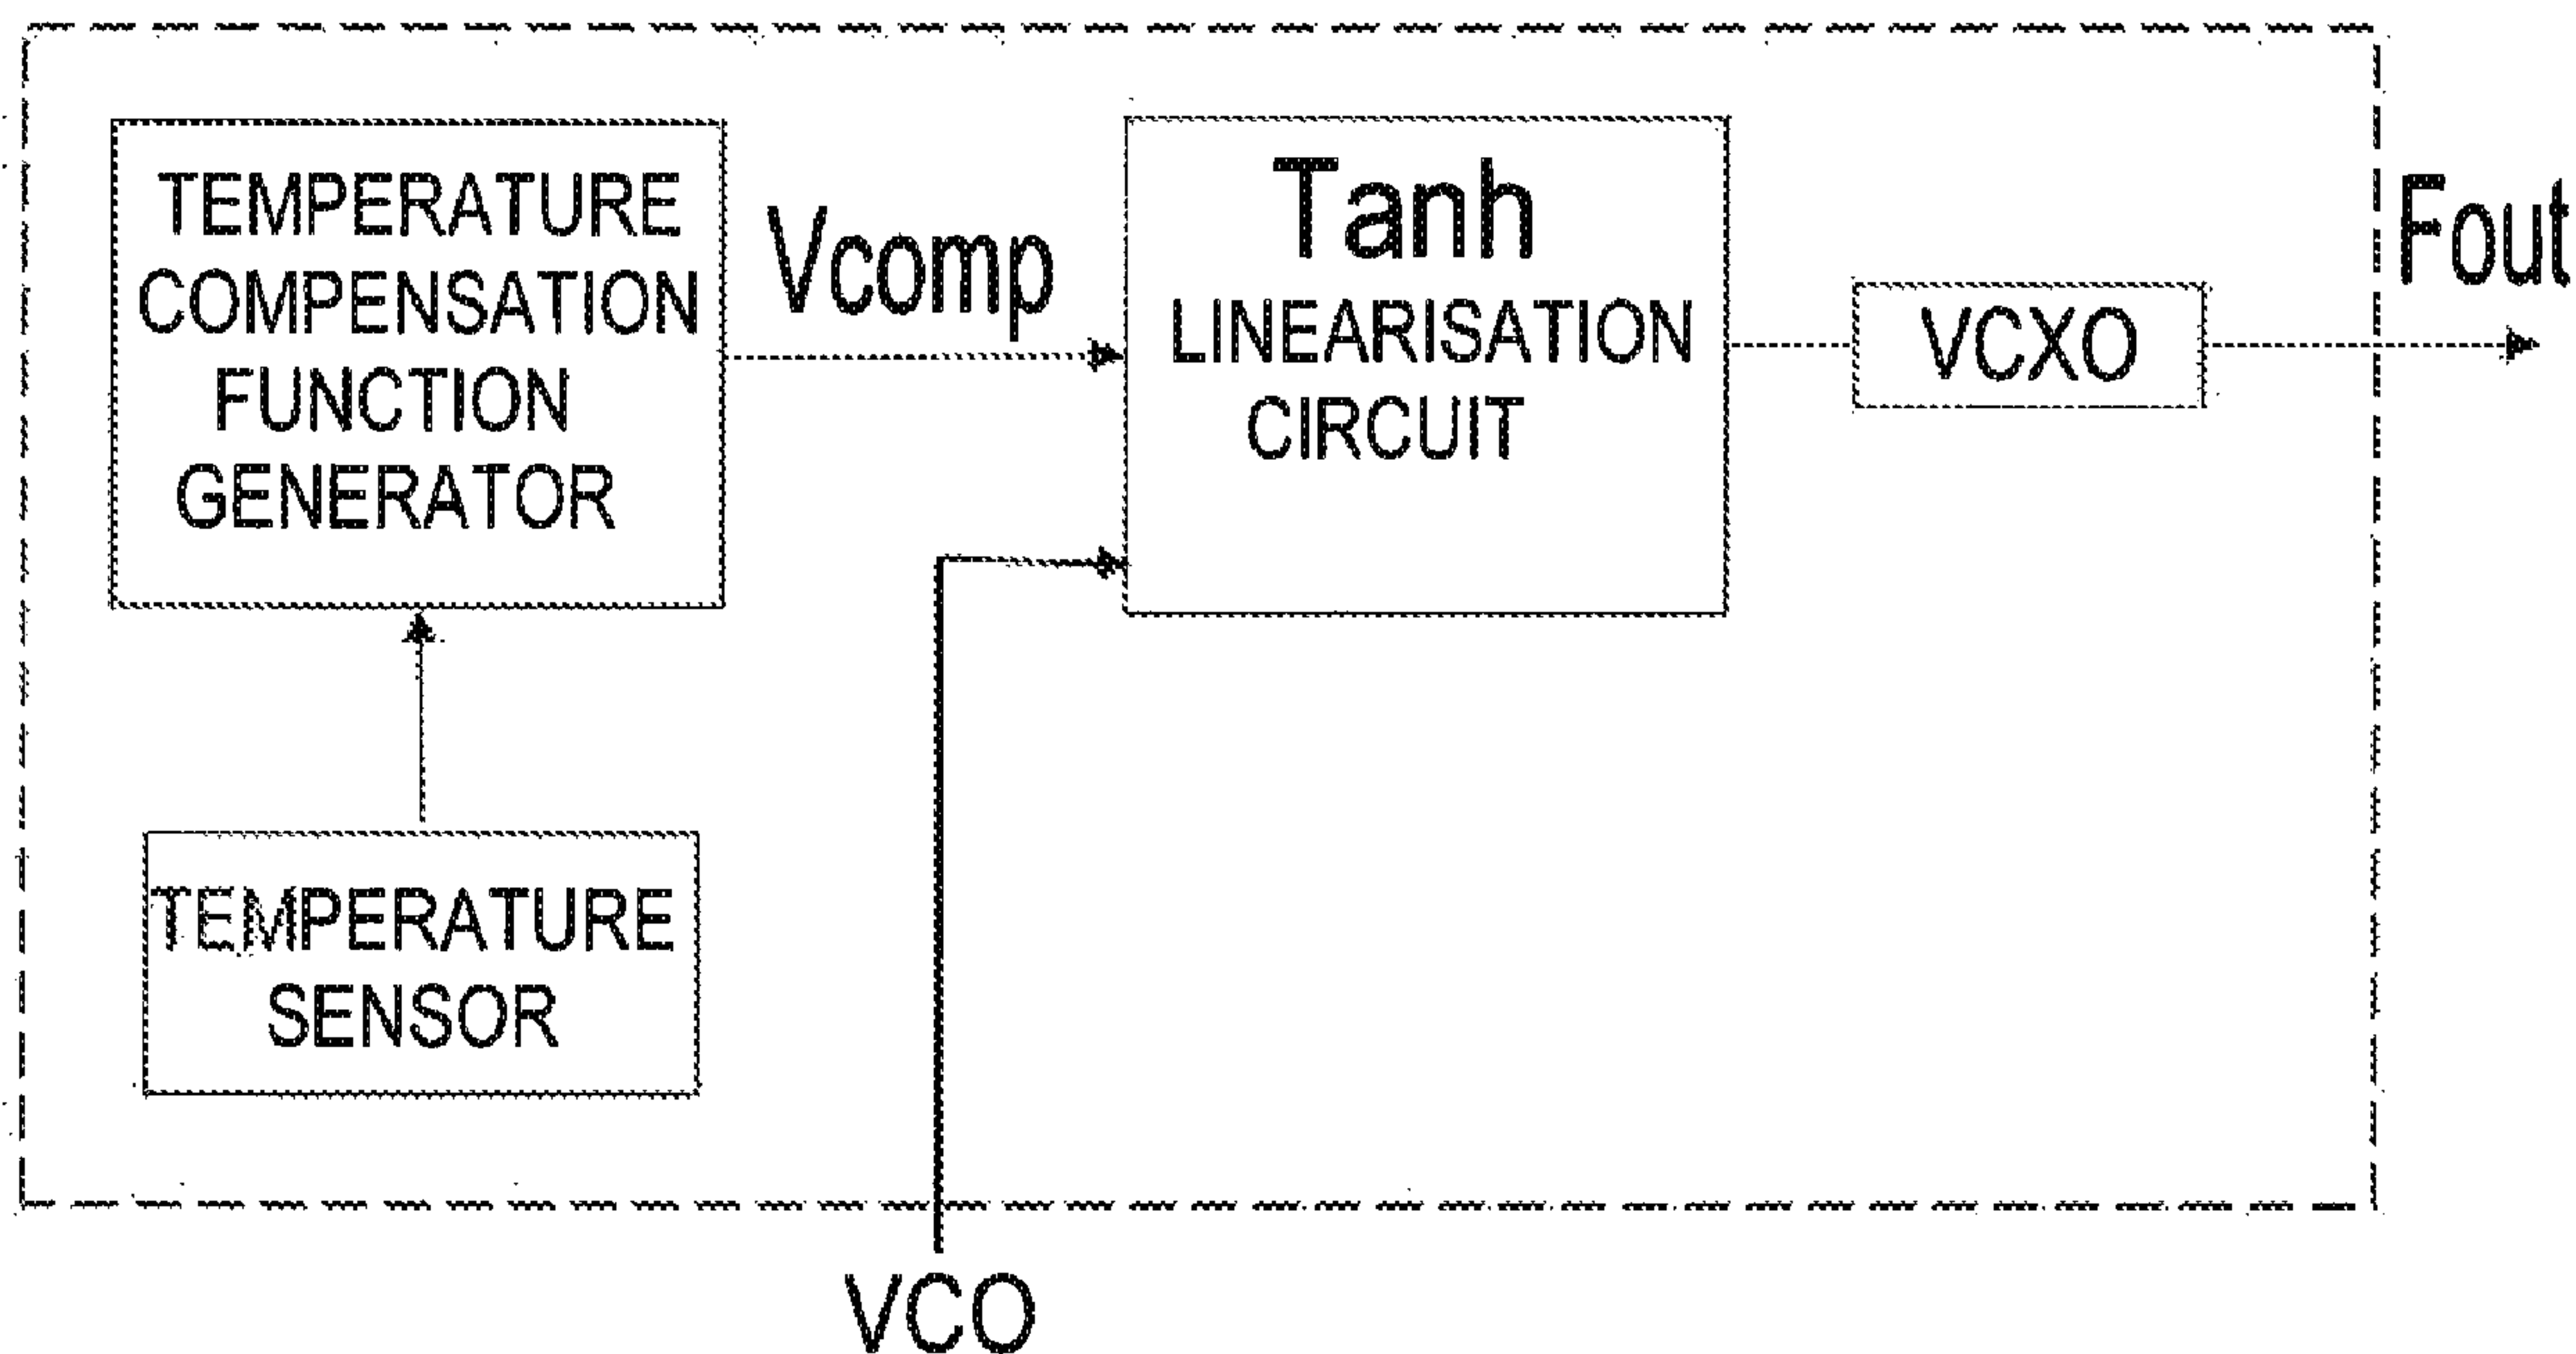 TEMPERATURE
COMPENSATION
FUNCTION
GENERATOR
Vcomp
Tanh
LINEARISATION
CIRCUIT
VCXO
Fout
TEMPERATURE
SENSOR
VCO